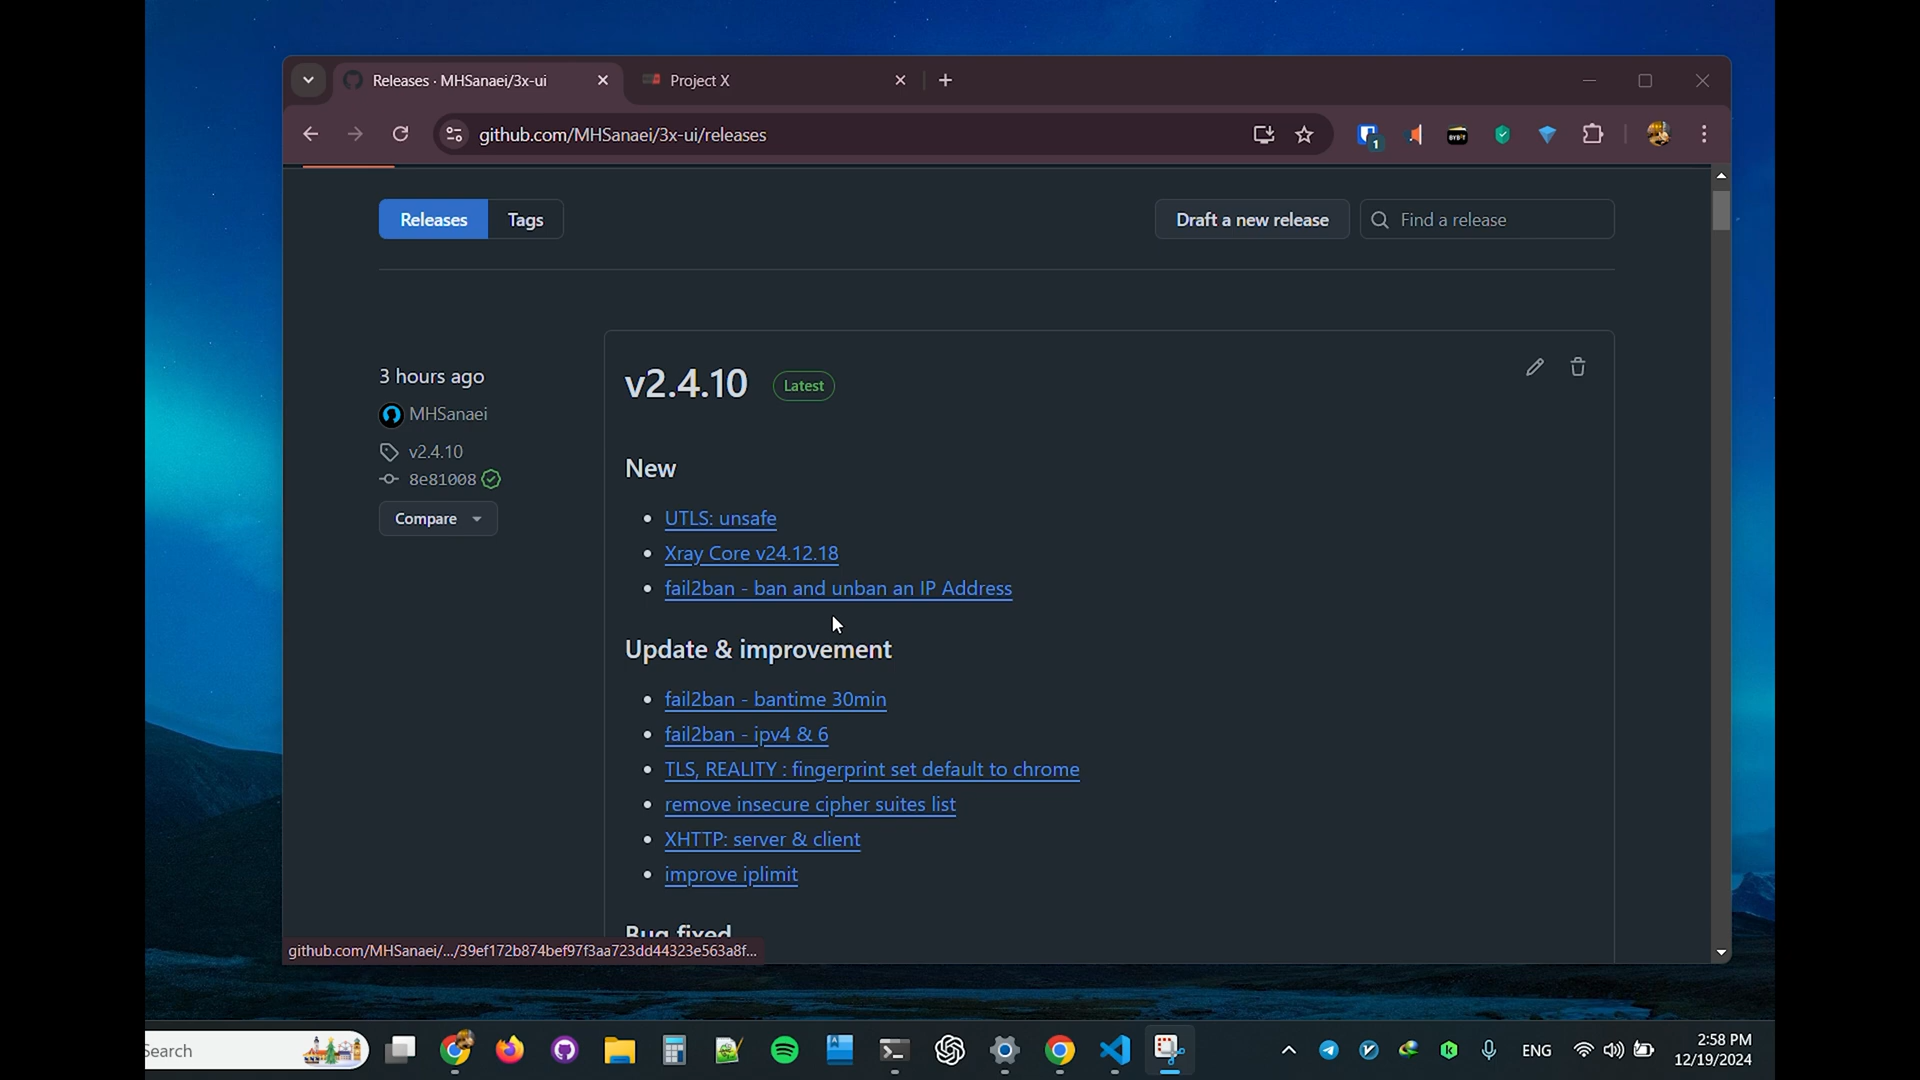 Releases · MHSanaei/3x-ui
Project X
github.com/MHSanaei/3x-ui/releases
1
BYBIT
Releases
Tags
Draft a new release
Find a release
3 hours ago
MHSanaei
v2.4.10
8e81008
Compare
v2.4.10
Latest
New
UTLS: unsafe
Xray Core v24.12.18
fail2ban - ban and unban an IP Address
Update & improvement
fail2ban - bantime 30min
fail2ban - ipv4 & 6
TLS, REALITY : fingerprint set default to chrome
remove insecure cipher suites list
XHTTP: server & client
improve iplimit
Bug fixed
github.com/MHSanaei/.../39ef172b874bef97f3aa723dd44323e563a8f...
Search
ENG
2:58 PM
12/19/2024